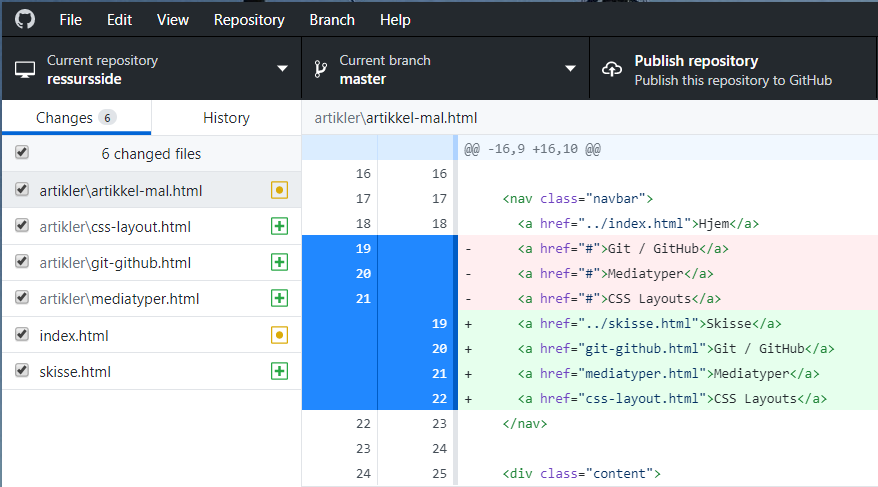 File Edit View Repository Branch Help
Current repository
ressursside
Current branch
master
Publish repository
Publish this repository to GitHub
Changes 6 History
6 changed files
artikler\artikkel-mal.html
artikler\css-layout.html
artikler\git-github.html
artikler\mediatyper.html
index.html
skisse.html
artikler\artikkel-mal.html
@@ -16,9 +16,10 @@
16 16
17 17 <nav class="navbar">
18 18 <a href="../index.html">Hjem</a>
19 - <a href="#">Git / GitHub</a>
20 - <a href="#">Mediatyper</a>
21 - <a href="#">CSS Layouts</a>
19 + <a href="../skisse.html">Skisse</a>
20 + <a href="git-github.html">Git / GitHub</a>
21 + <a href="mediatyper.html">Mediatyper</a>
22 + <a href="css-layout.html">CSS Layouts</a>
22 23 </nav>
23 24
24 25 <div class="content">